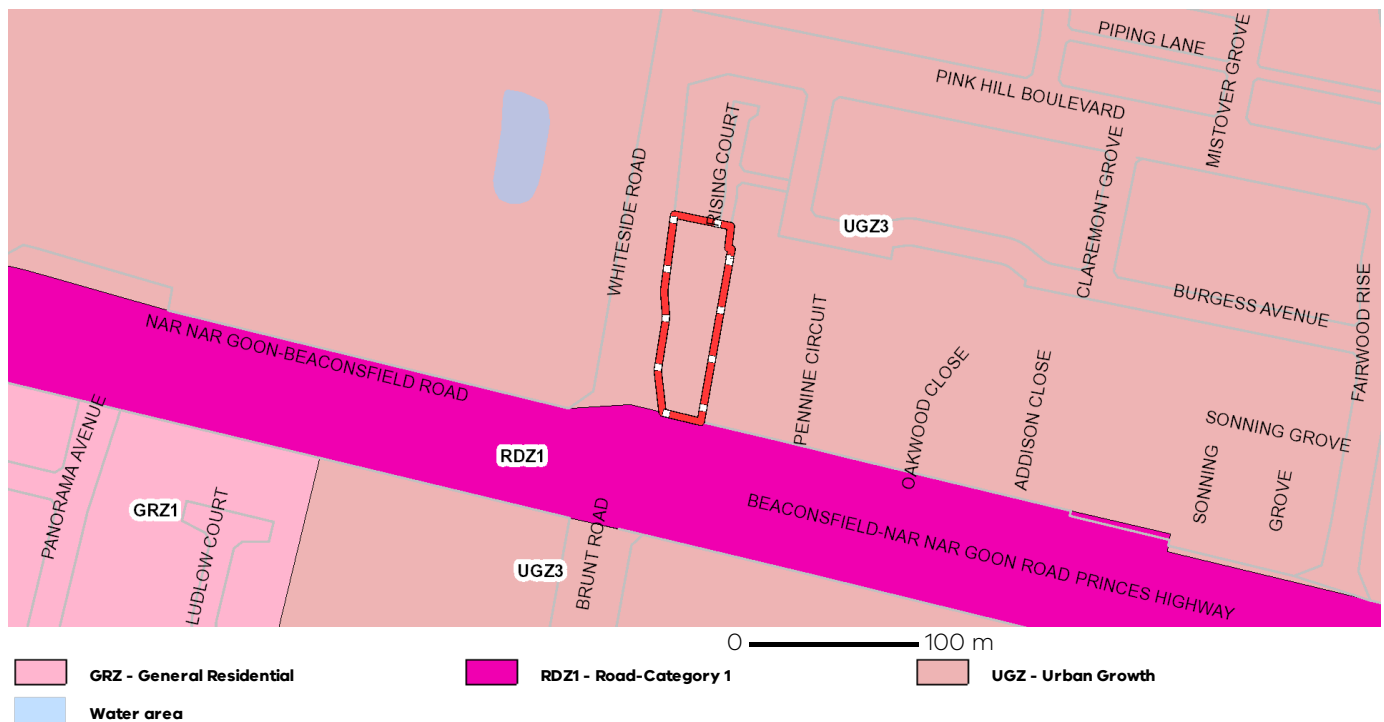 PIPING LANE
MISTOVER GROVE
PINK HILL BOULEVARD
RISING COURT
WHITESIDE ROAD
CLAREMONT GROVE
UGZ3
BURGESS AVENUE
FAIRWOOD RISE
NAR NAR GOON-BEACONSFIELD ROAD
PENNINE CIRCUIT
OAKWOOD CLOSE
ADDISON CLOSE
SONNING GROVE
PANORAMA AVENUE
RDZ1
SONNING
GROVE
GRZ1
LUDLOW COURT
BEACONSFIELD-NAR NAR GOON ROAD PRINCES HIGHWAY
UGZ3
BRUNT ROAD
0 100 m
GRZ - General Residential
RDZ1 - Road-Category 1
UGZ - Urban Growth
Water area